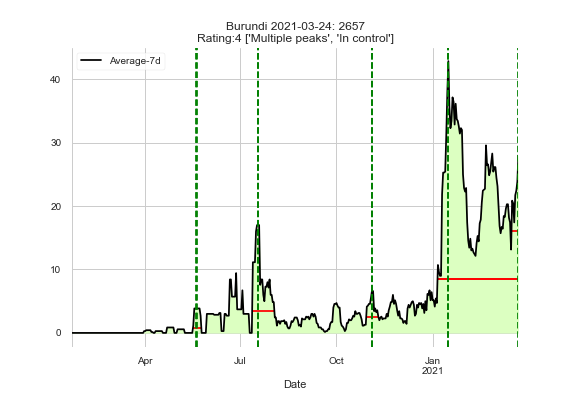 Burundi 2021-03-24: 2657
Rating:4 ['Multiple peaks', 'In control']
Average-7d
40
30
20
10
0
Apr
Jul
Oct
Jan
2021
Date